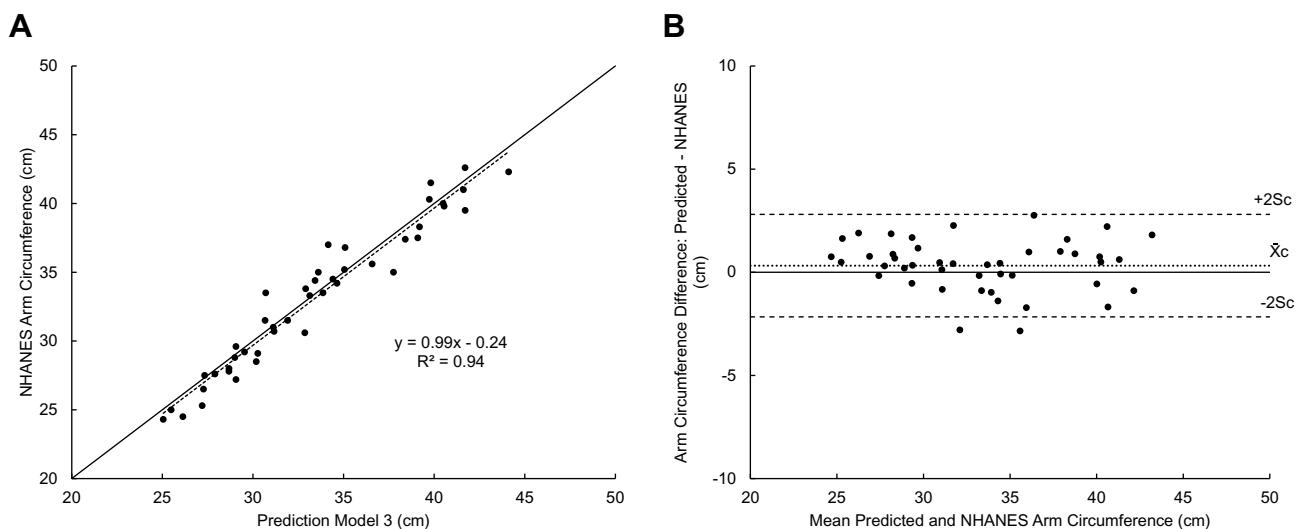 A
50
45
40
35
30
25
20
NHANES Arm Circumference (cm)
y = 0.99x - 0.24
R² = 0.94
20 25 30 35 40 45 50
Prediction Model 3 (cm)
B
10
5
0
-5
-10
Arm Circumference Difference: Predicted - NHANES
(cm)
+2Sc
X̄c
-2Sc
20 25 30 35 40 45 50
Mean Predicted and NHANES Arm Circumference (cm)